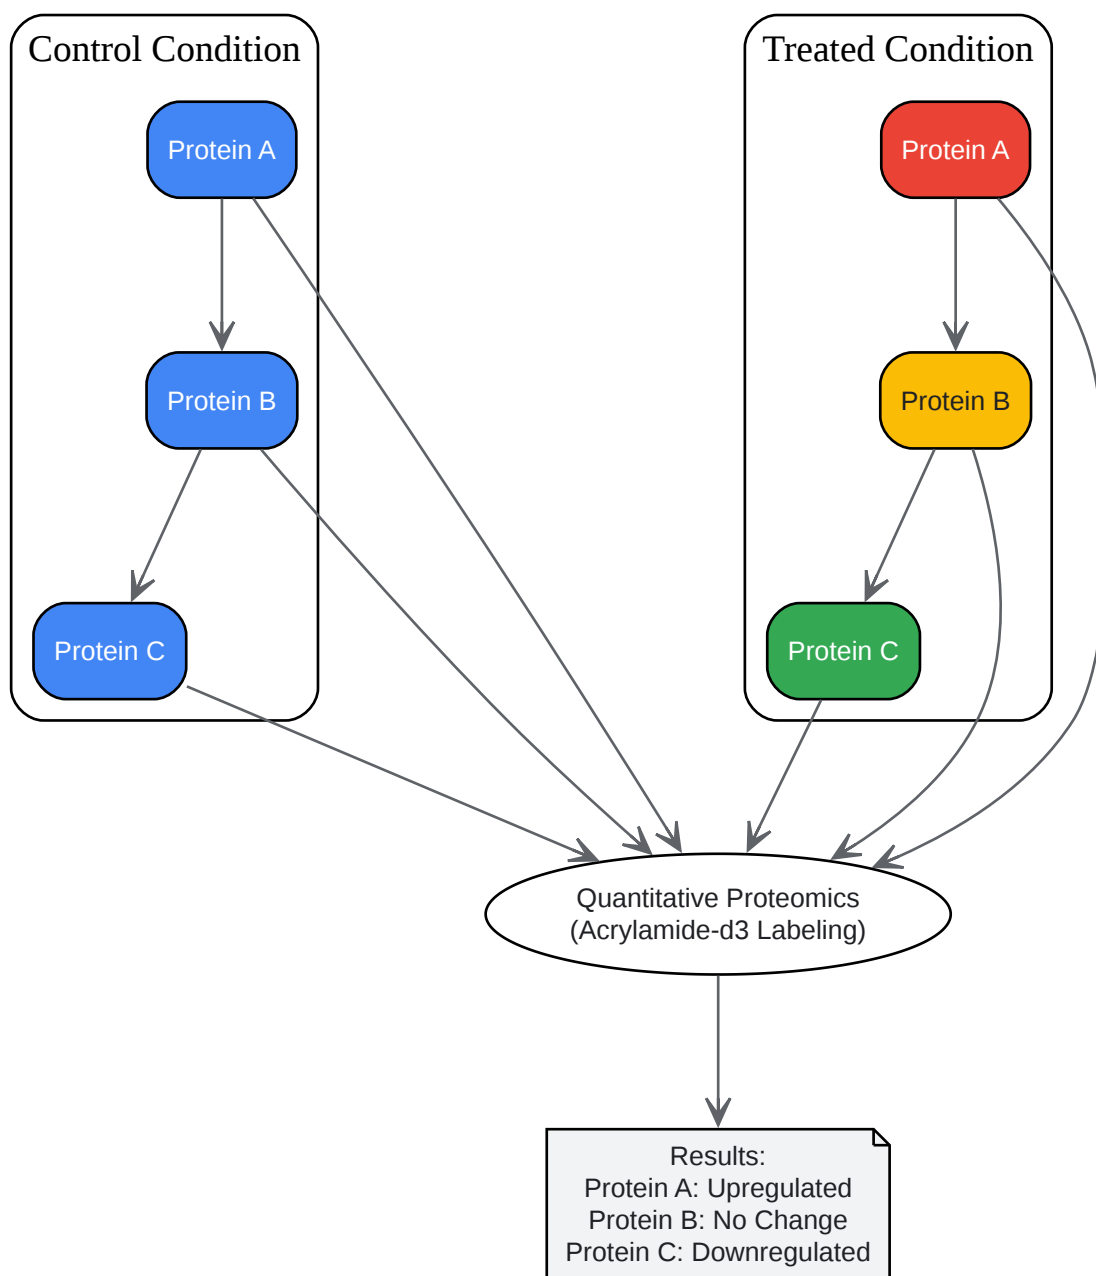 Control Condition
Treated Condition
Protein A
Protein A
Protein B
Protein B
Protein C
Protein C
Quantitative Proteomics
(Acrylamide-d3 Labeling)
Results:
Protein A: Upregulated
Protein B: No Change
Protein C: Downregulated